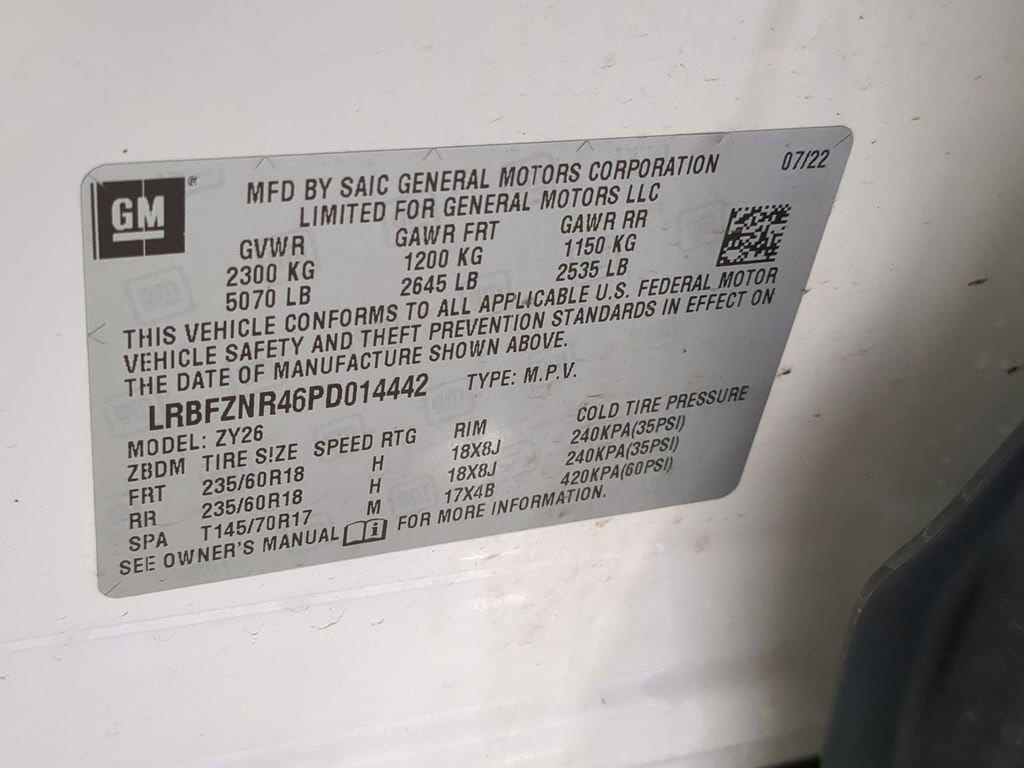 GM
®
MFD BY SAIC GENERAL MOTORS CORPORATION 07/22
LIMITED FOR GENERAL MOTORS LLC
GVWR GAWR FRT GAWR RR
2300 KG 1200 KG 1150 KG
5070 LB 2645 LB 2535 LB
THIS VEHICLE CONFORMS TO ALL APPLICABLE U.S. FEDERAL MOTOR
VEHICLE SAFETY AND THEFT PREVENTION STANDARDS IN EFFECT ON
THE DATE OF MANUFACTURE SHOWN ABOVE.
LRBFZNR46PD014442 TYPE: M.P.V.
MODEL: ZY26
ZBDM TIRE SIZE SPEED RTG RIM COLD TIRE PRESSURE
FRT 235/60R18 H 18X8J 240KPA(35PSI)
RR 235/60R18 H 18X8J 240KPA(35PSI)
SPA T145/70R17 M 17X4B 420KPA(60PSI)
SEE OWNER'S MANUAL FOR MORE INFORMATION.